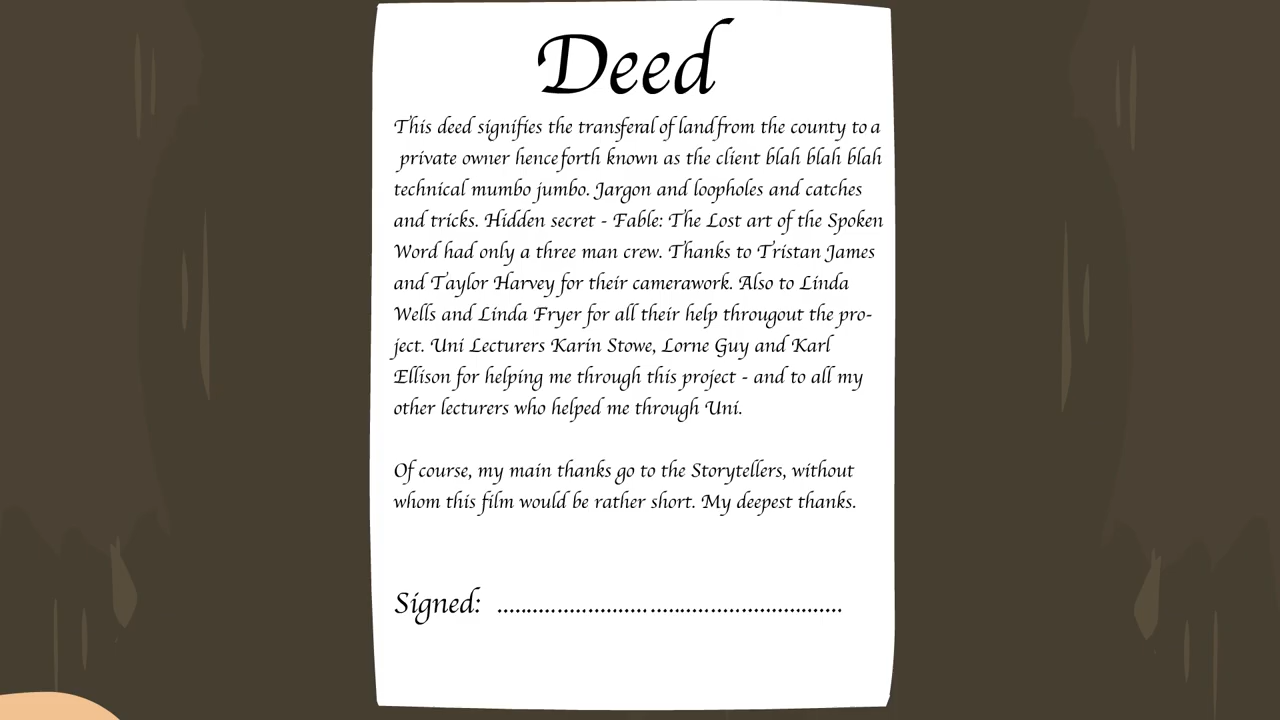 Deed
This deed signifies the transferal of land from the county to a
private owner henceforth known as the client blah blah blah
technical mumbo jumbo. Jargon and loopholes and catches
and tricks. Hidden secret - Fable: The Lost art of the Spoken
Word had only a three man crew. Thanks to Tristan James
and Taylor Harvey for their camerawork. Also to Linda
Wells and Linda Fryer for all their help througout the pro-
ject. Uni Lecturers Karin Stowe, Lorne Guy and Karl
Ellison for helping me through this project - and to all my
other lecturers who helped me through Uni.
Of course, my main thanks go to the Storytellers, without
whom this film would be rather short. My deepest thanks.
Signed: .........................................................